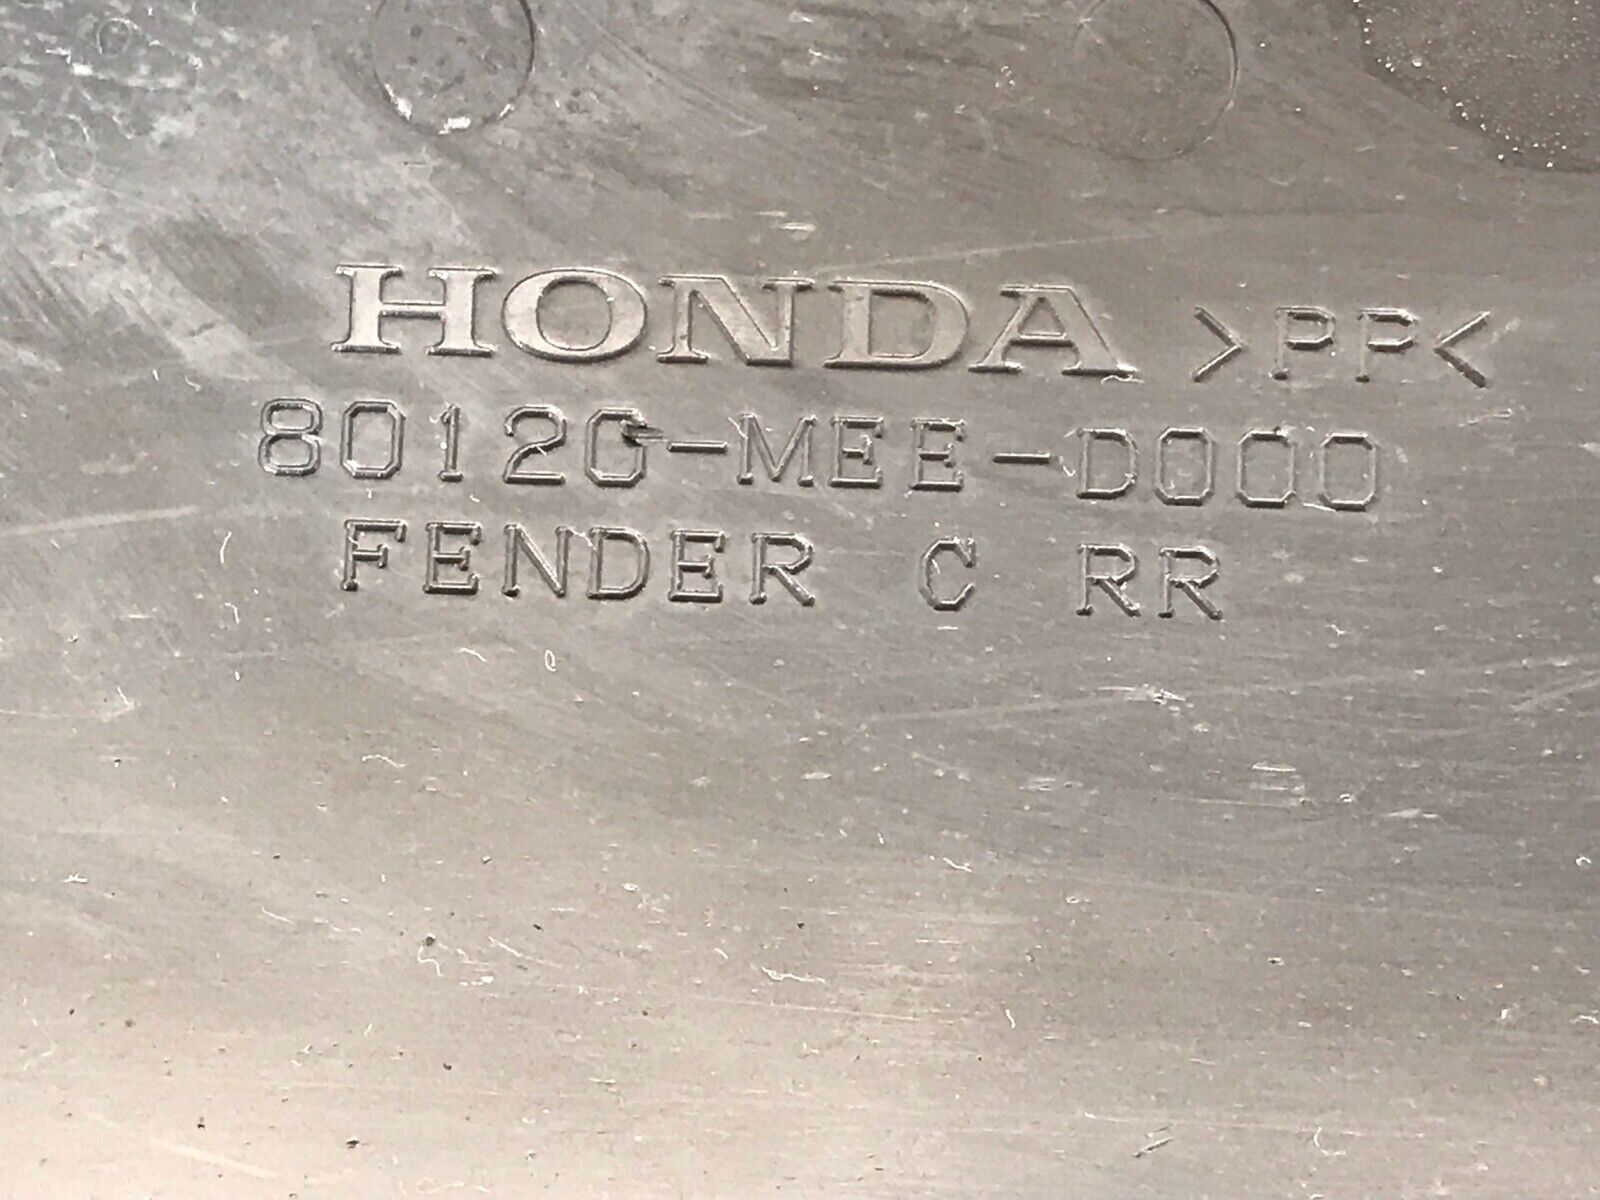 HONDA >PP<
80120-MEE-D000
FENDER C RR